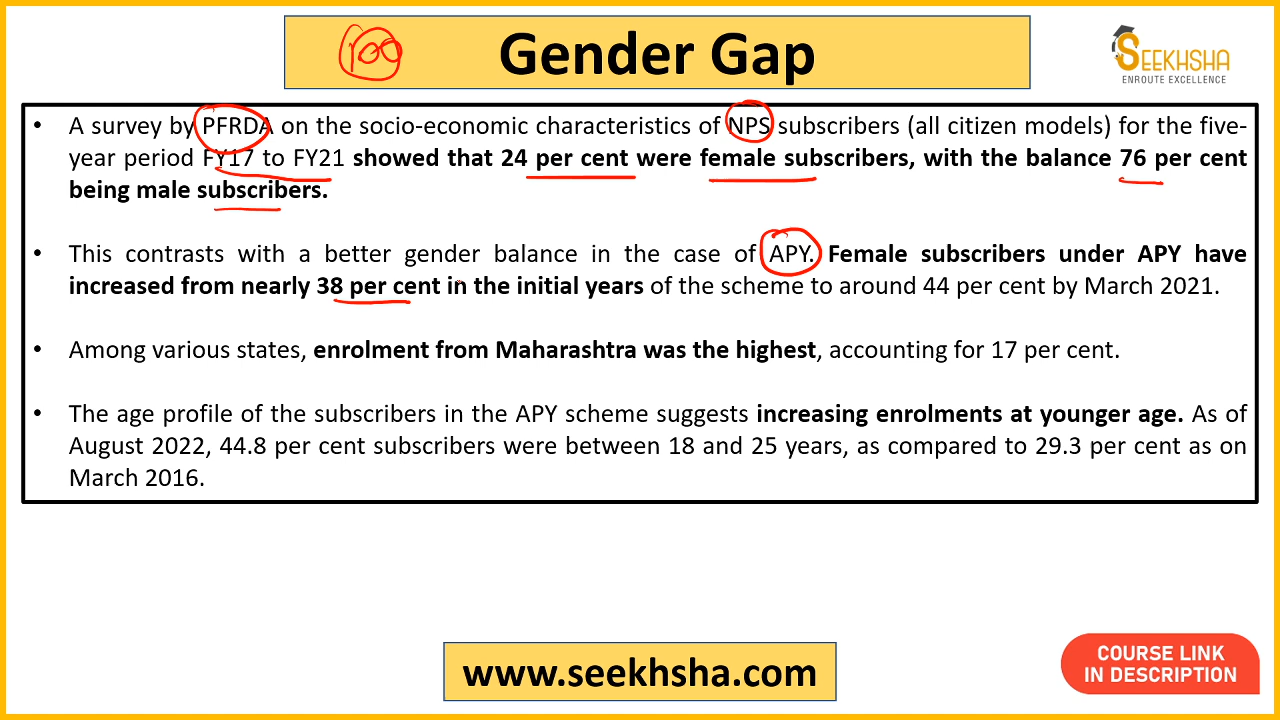 100
Gender Gap
SEEKHSHA
ENROUTE EXCELLENCE
• A survey by PFRDA on the socio-economic characteristics of NPS subscribers (all citizen models) for the five-
year period FY17 to FY21 showed that 24 per cent were female subscribers, with the balance 76 per cent
being male subscribers.
• This contrasts with a better gender balance in the case of APY. Female subscribers under APY have
increased from nearly 38 per cent in the initial years of the scheme to around 44 per cent by March 2021.
• Among various states, enrolment from Maharashtra was the highest, accounting for 17 per cent.
• The age profile of the subscribers in the APY scheme suggests increasing enrolments at younger age. As of
August 2022, 44.8 per cent subscribers were between 18 and 25 years, as compared to 29.3 per cent as on
March 2016.
www.seekhsha.com
COURSE LINK
IN DESCRIPTION